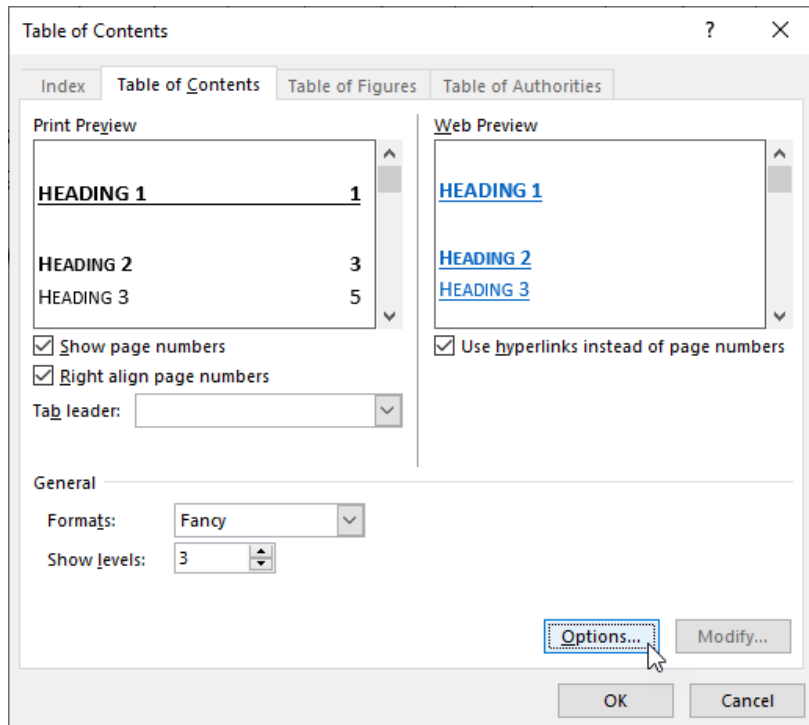 Table of Contents ?
Index Table of Contents Table of Figures Table of Authorities
Print Preview
HEADING 1 1
HEADING 2 3
HEADING 3 5
Show page numbers
Right align page numbers
Tab leader:
Web Preview
HEADING 1
HEADING 2
HEADING 3
Use hyperlinks instead of page numbers
General
Formats: Fancy
Show levels: 3
Options... Modify...
OK Cancel